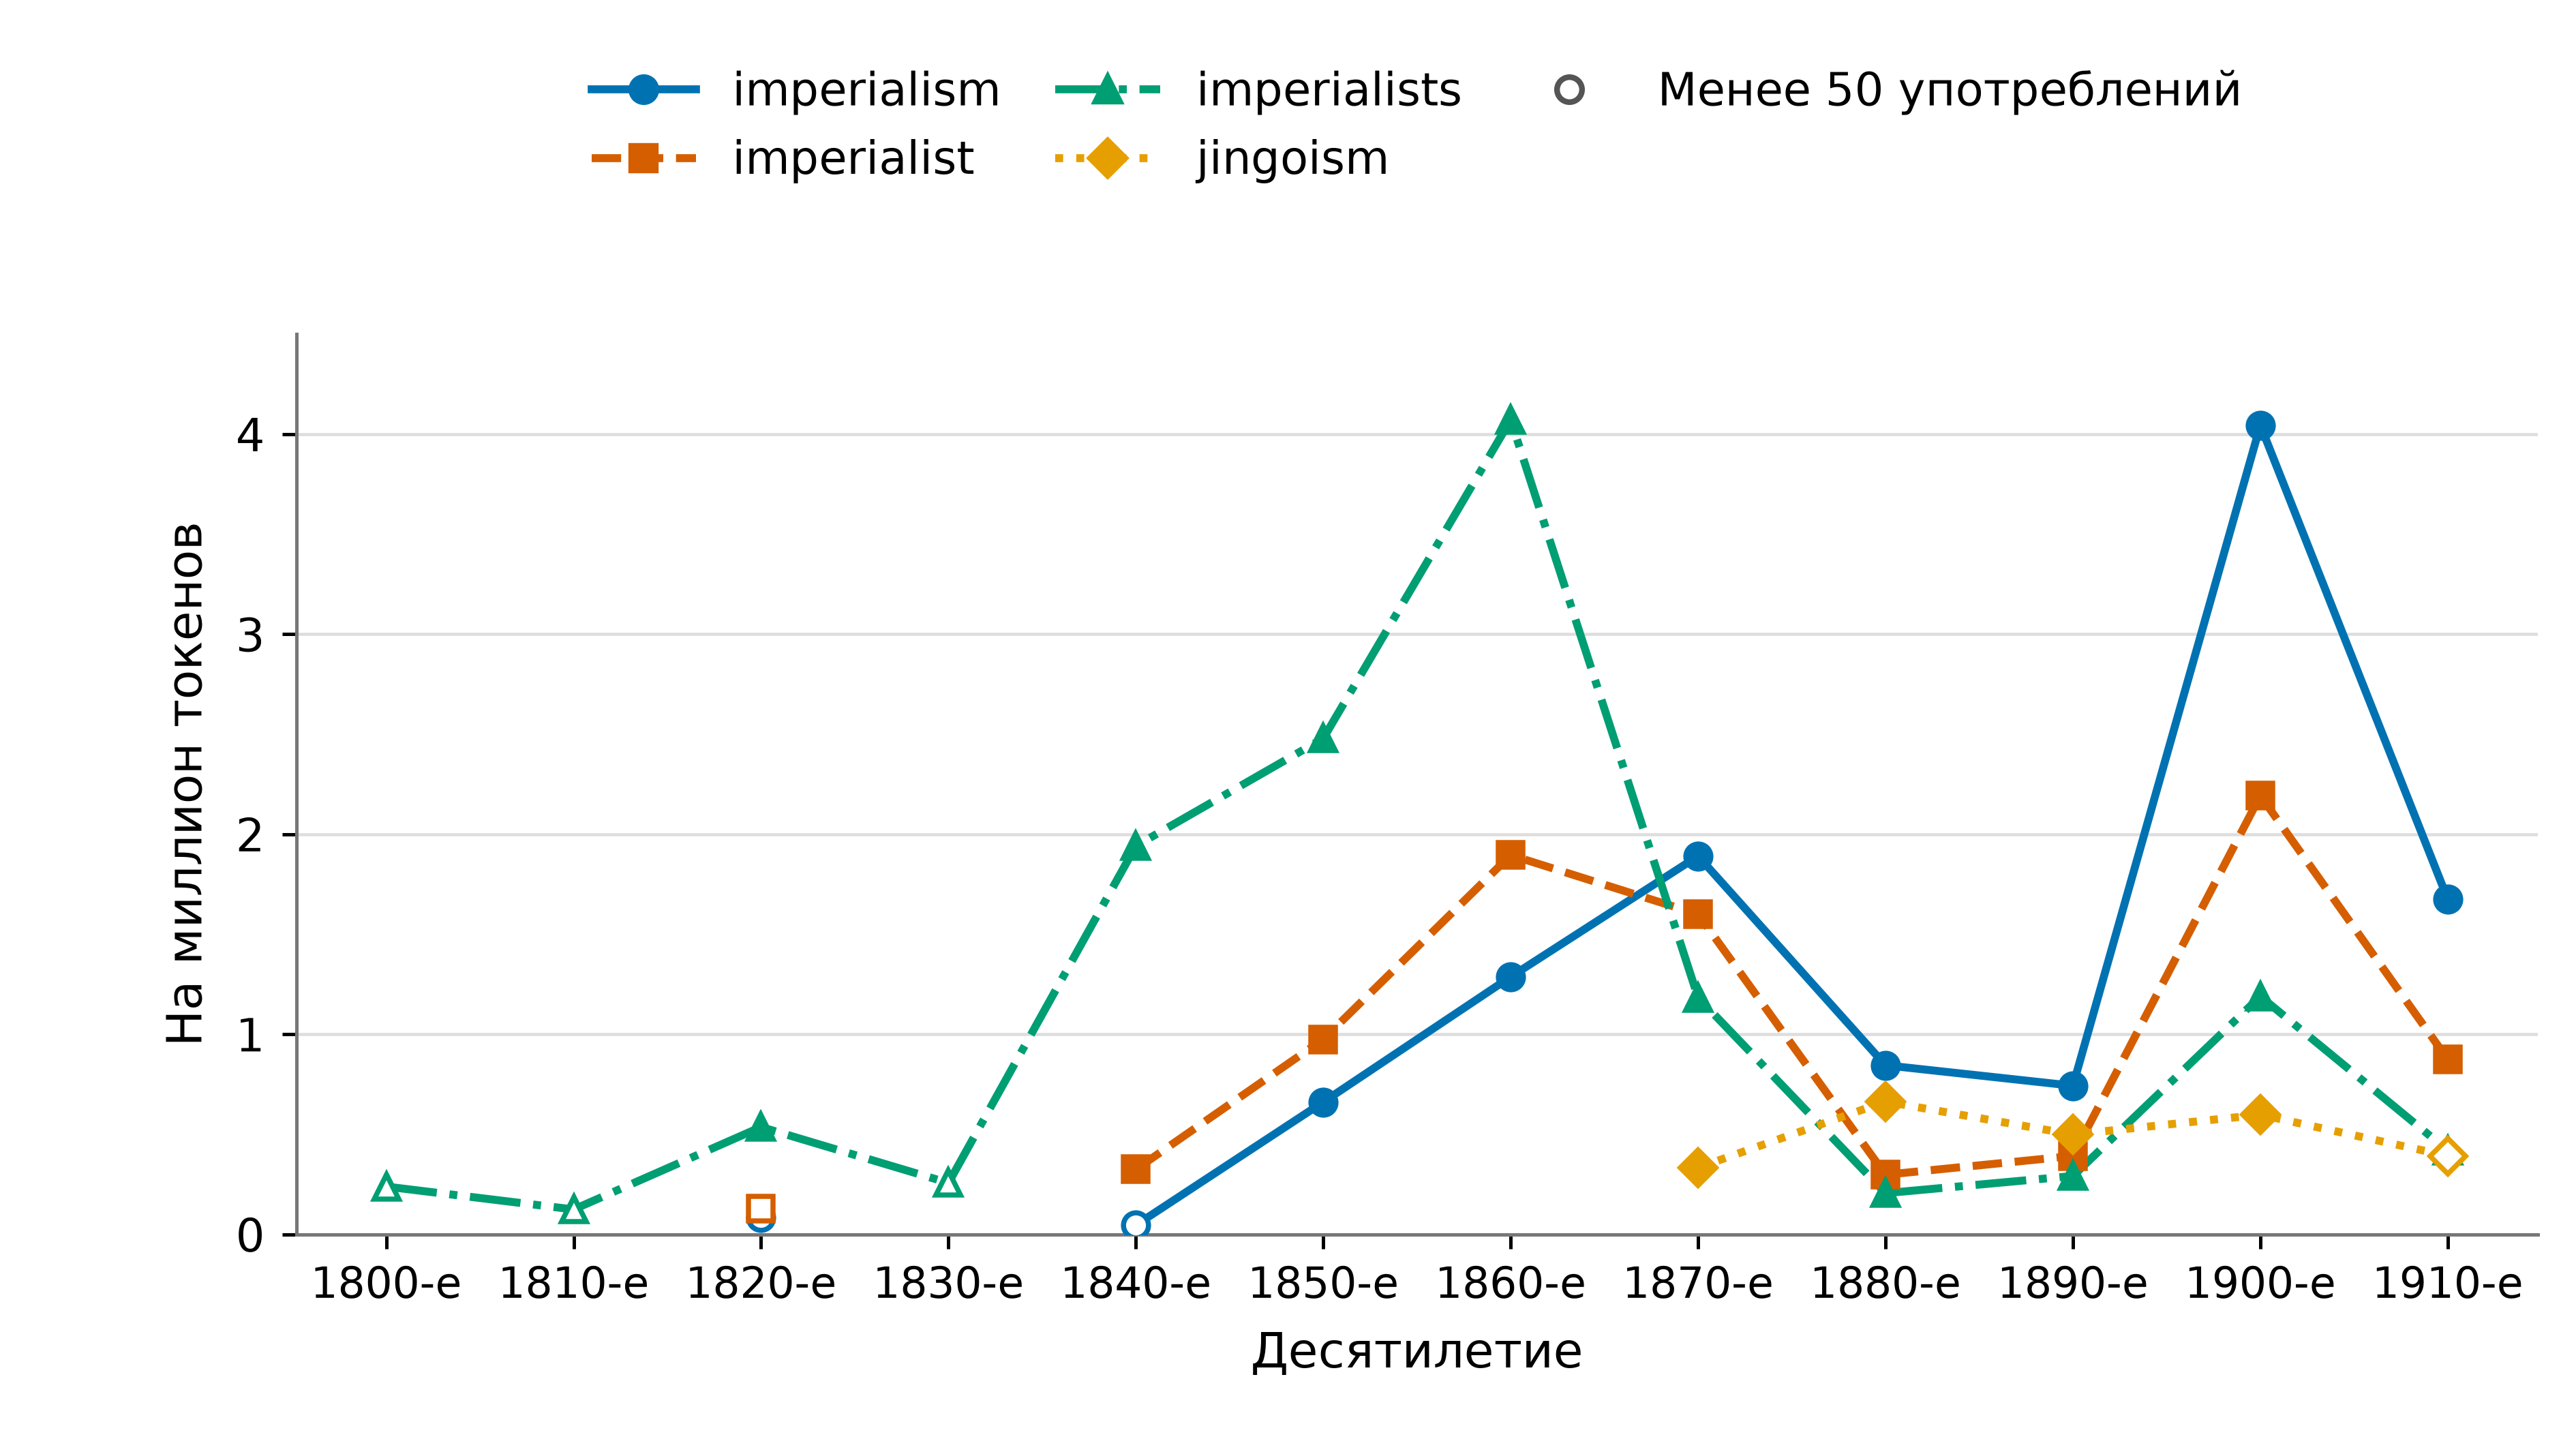 imperialism
imperialist
imperialists
jingoism
Менее 50 употреблений
На миллион токенов
4
3
2
1
0
1800-е 1810-е 1820-е 1830-е 1840-е 1850-е 1860-е 1870-е 1880-е 1890-е 1900-е 1910-е
Десятилетие